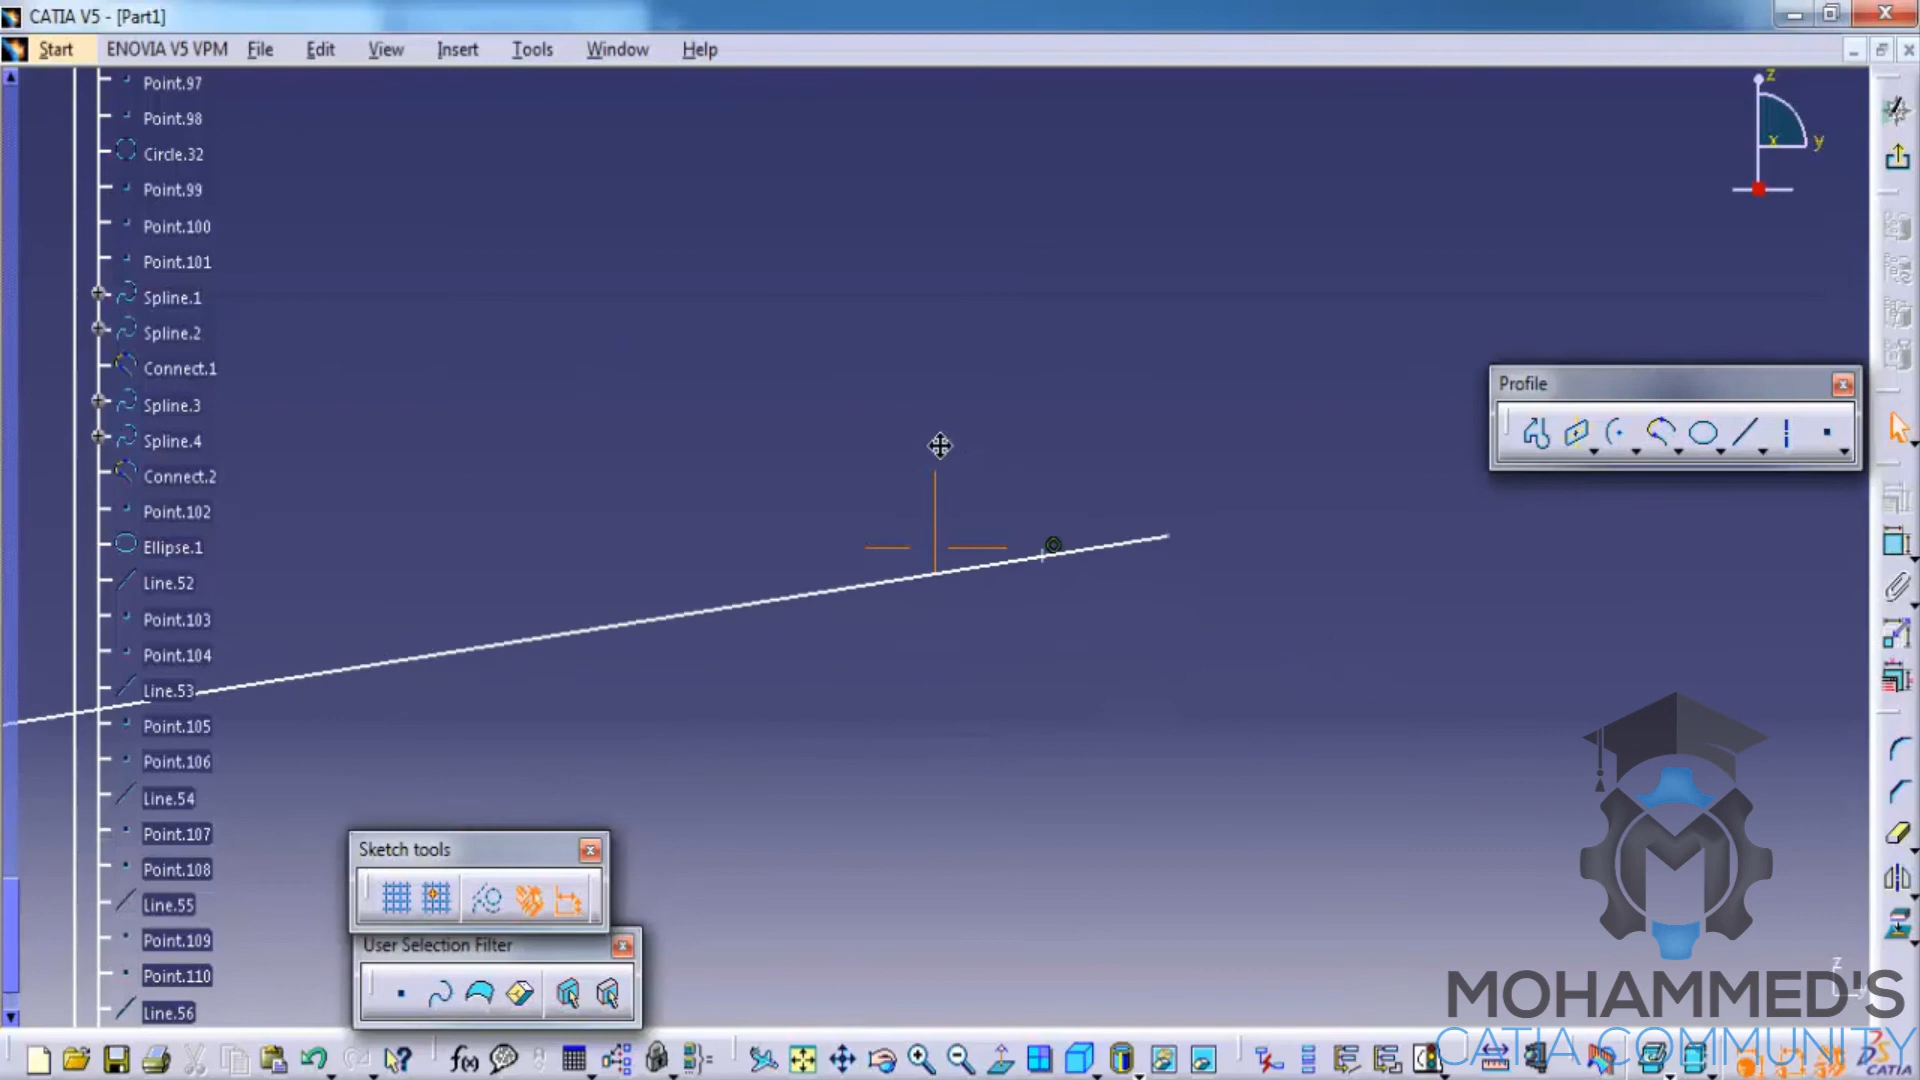 CATIA V5 - [Part1]
Start ENOVIA V5 VPM File Edit View Insert Tools Window Help
Point.97
Point.98
Circle.32
Point.99
Point.100
Point.101
Spline.1
Spline.2
Connect.1
Spline.3
Spline.4
Connect.2
Point.102
Ellipse.1
Line.52
Point.103
Point.104
Line.53
Point.105
Point.106
Line.54
Point.107
Point.108
Line.55
Point.109
Point.110
Line.56
z
x
y
Profile
Sketch tools
User Selection Filter
z
MOHAMMED'S
CATIA COMMUNITY
f(x)
CATIA